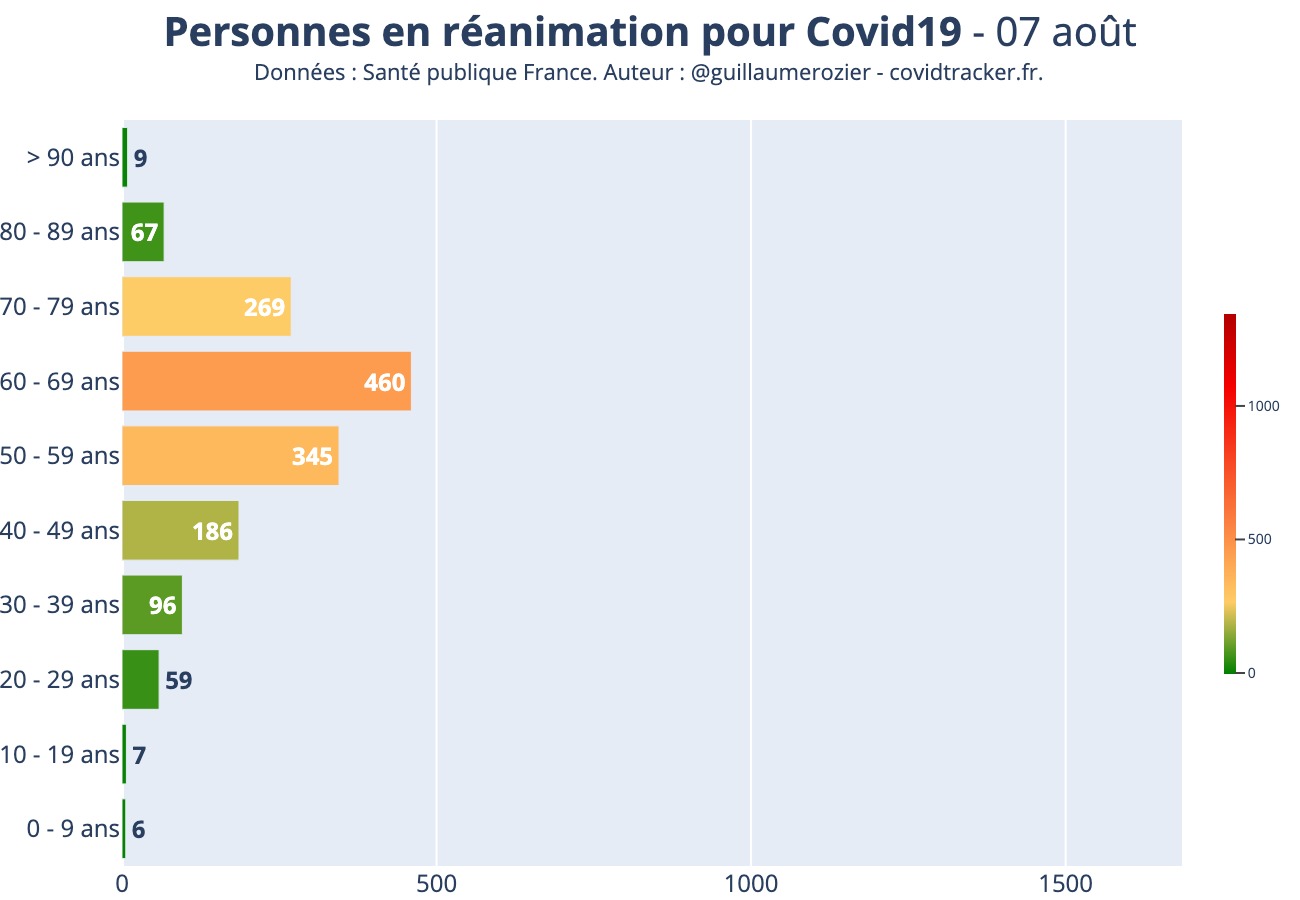 Personnes en réanimation pour Covid19 - 07 août
Données : Santé publique France. Auteur : @guillaumerozier - covidtracker.fr.
> 90 ans 9
80 - 89 ans 67
70 - 79 ans 269
60 - 69 ans 460
50 - 59 ans 345
40 - 49 ans 186
30 - 39 ans 96
20 - 29 ans 59
10 - 19 ans 7
0 - 9 ans 6
0 500 1000 1500
1000
500
0